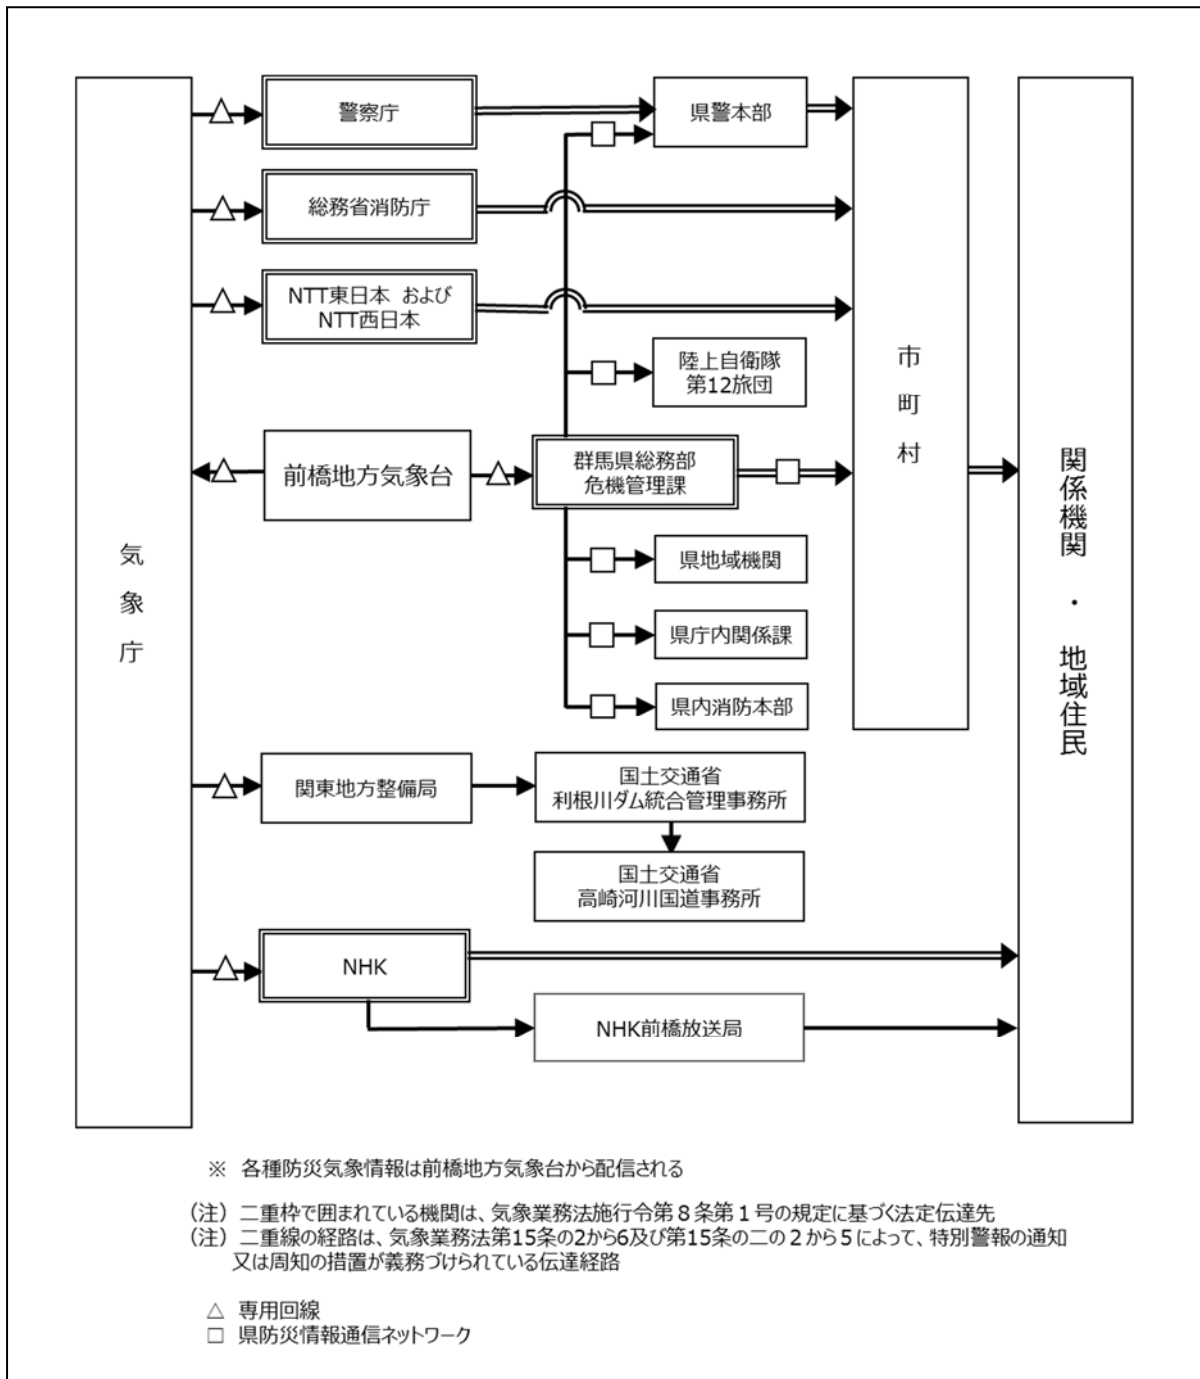 気象庁
警察庁
県警本部
総務省消防庁
NTT東日本 および
NTT西日本
陸上自衛隊
第12旅団
前橋地方気象台
群馬県総務部
危機管理課
県地域機関
県庁内関係課
県内消防本部
市町村
関係機関・地域住民
関東地方整備局
国土交通省
利根川ダム統合管理事務所
国土交通省
高崎河川国道事務所
NHK
NHK前橋放送局
※ 各種防災気象情報は前橋地方気象台から配信される
（注）二重枠で囲まれている機関は、気象業務法施行令第８条第１号の規定に基づく法定伝達先
（注）二重線の経路は、気象業務法第15条の2から6及び第15条の二の２から５によって、特別警報の通知
又は周知の措置が義務づけられている伝達経路
△ 専用回線
□ 県防災情報通信ネットワーク